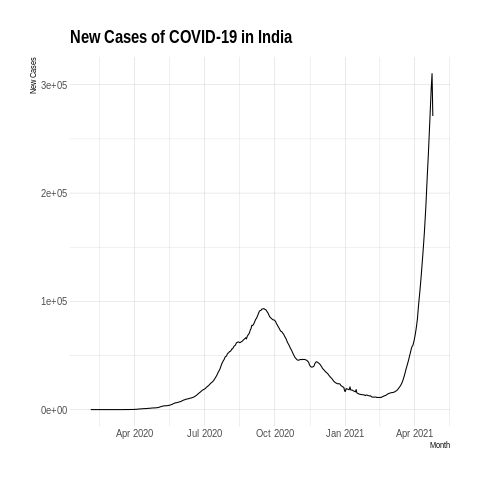 New Cases of COVID-19 in India
New Cases
3e+05
2e+05
1e+05
0e+00
Apr 2020 Jul 2020 Oct 2020 Jan 2021 Apr 2021
Month